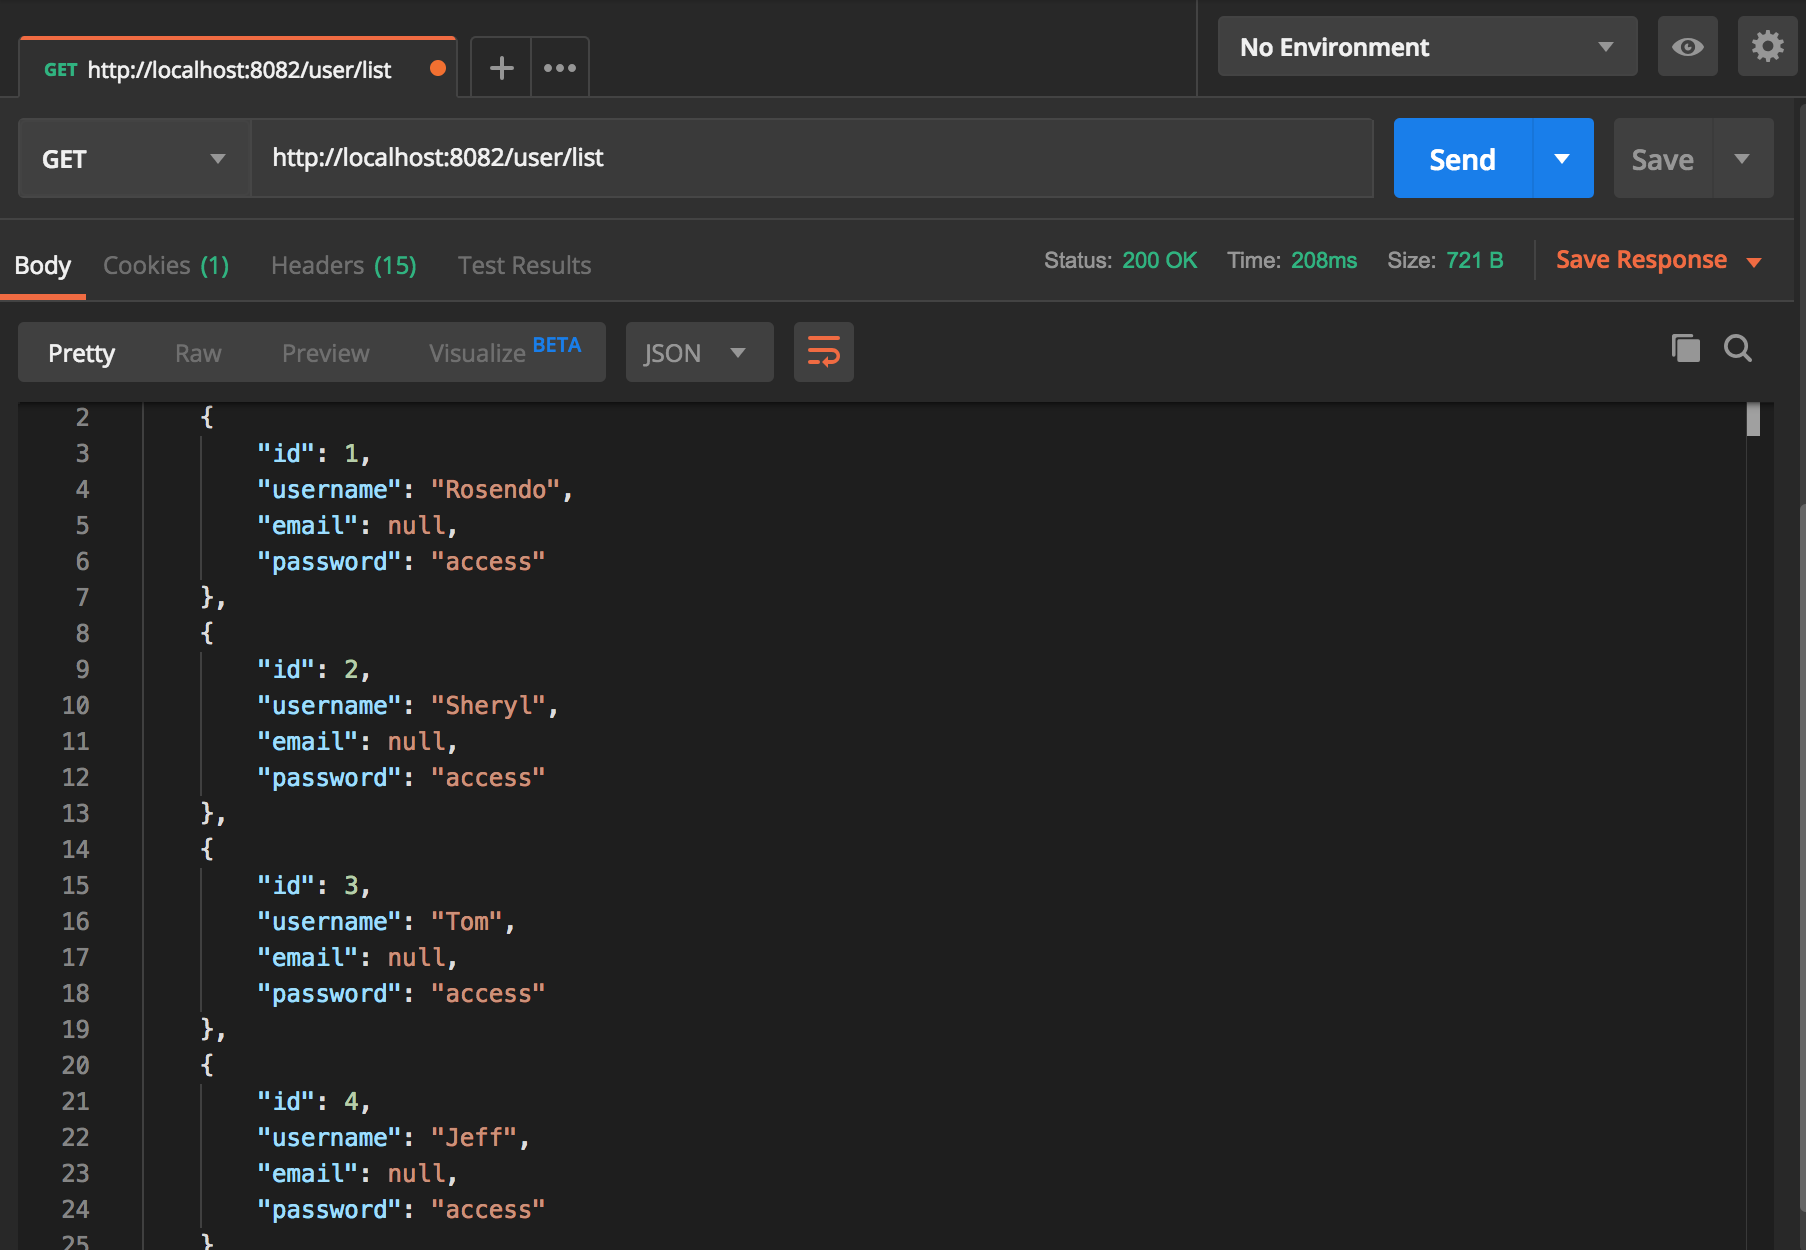 GET http://localhost:8082/user/list
No Environment
GET http://localhost:8082/user/list Send Save
Body Cookies (1) Headers (15) Test Results Status: 200 OK Time: 208ms Size: 721 B Save Response
Pretty Raw Preview Visualize BETA JSON
2 {
3 "id": 1,
4 "username": "Rosendo",
5 "email": null,
6 "password": "access"
7 },
8 {
9 "id": 2,
10 "username": "Sheryl",
11 "email": null,
12 "password": "access"
13 },
14 {
15 "id": 3,
16 "username": "Tom",
17 "email": null,
18 "password": "access"
19 },
20 {
21 "id": 4,
22 "username": "Jeff",
23 "email": null,
24 "password": "access"
25 }